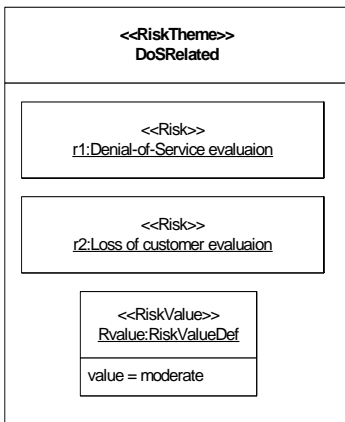 <<RiskTheme>>
DoSRelated
<<Risk>>
r1:Denial-of-Service evaluaion
<<Risk>>
r2:Loss of customer evaluaion
<<RiskValue>>
Rvalue:RiskValueDef
value = moderate